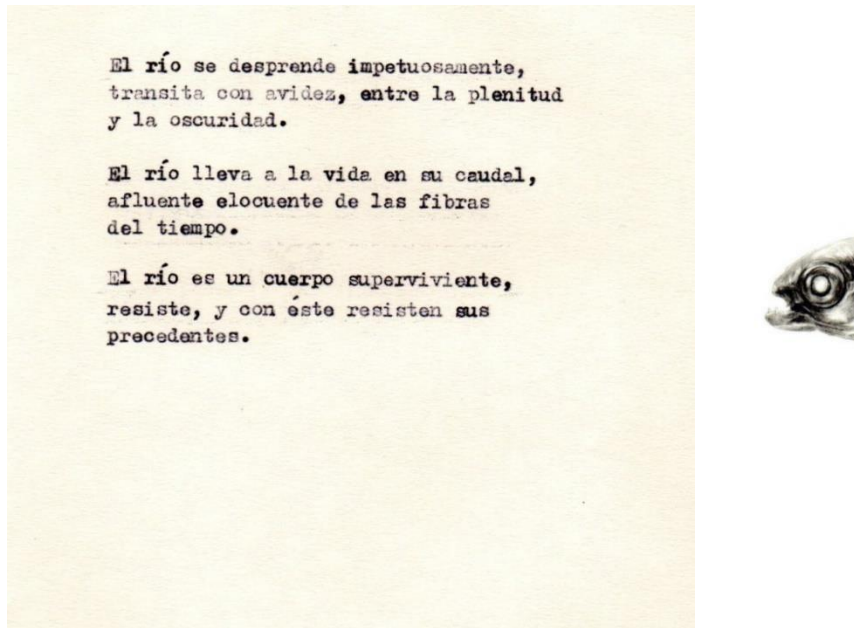 El río se desprende impetuosamente,
transita con avidez, entre la plenitud
y la oscuridad.
El río lleva a la vida en su caudal,
afluente elocuente de las fibras
del tiempo.
El río es un cuerpo superviviente,
resiste, y con éste resisten sus
precedentes.